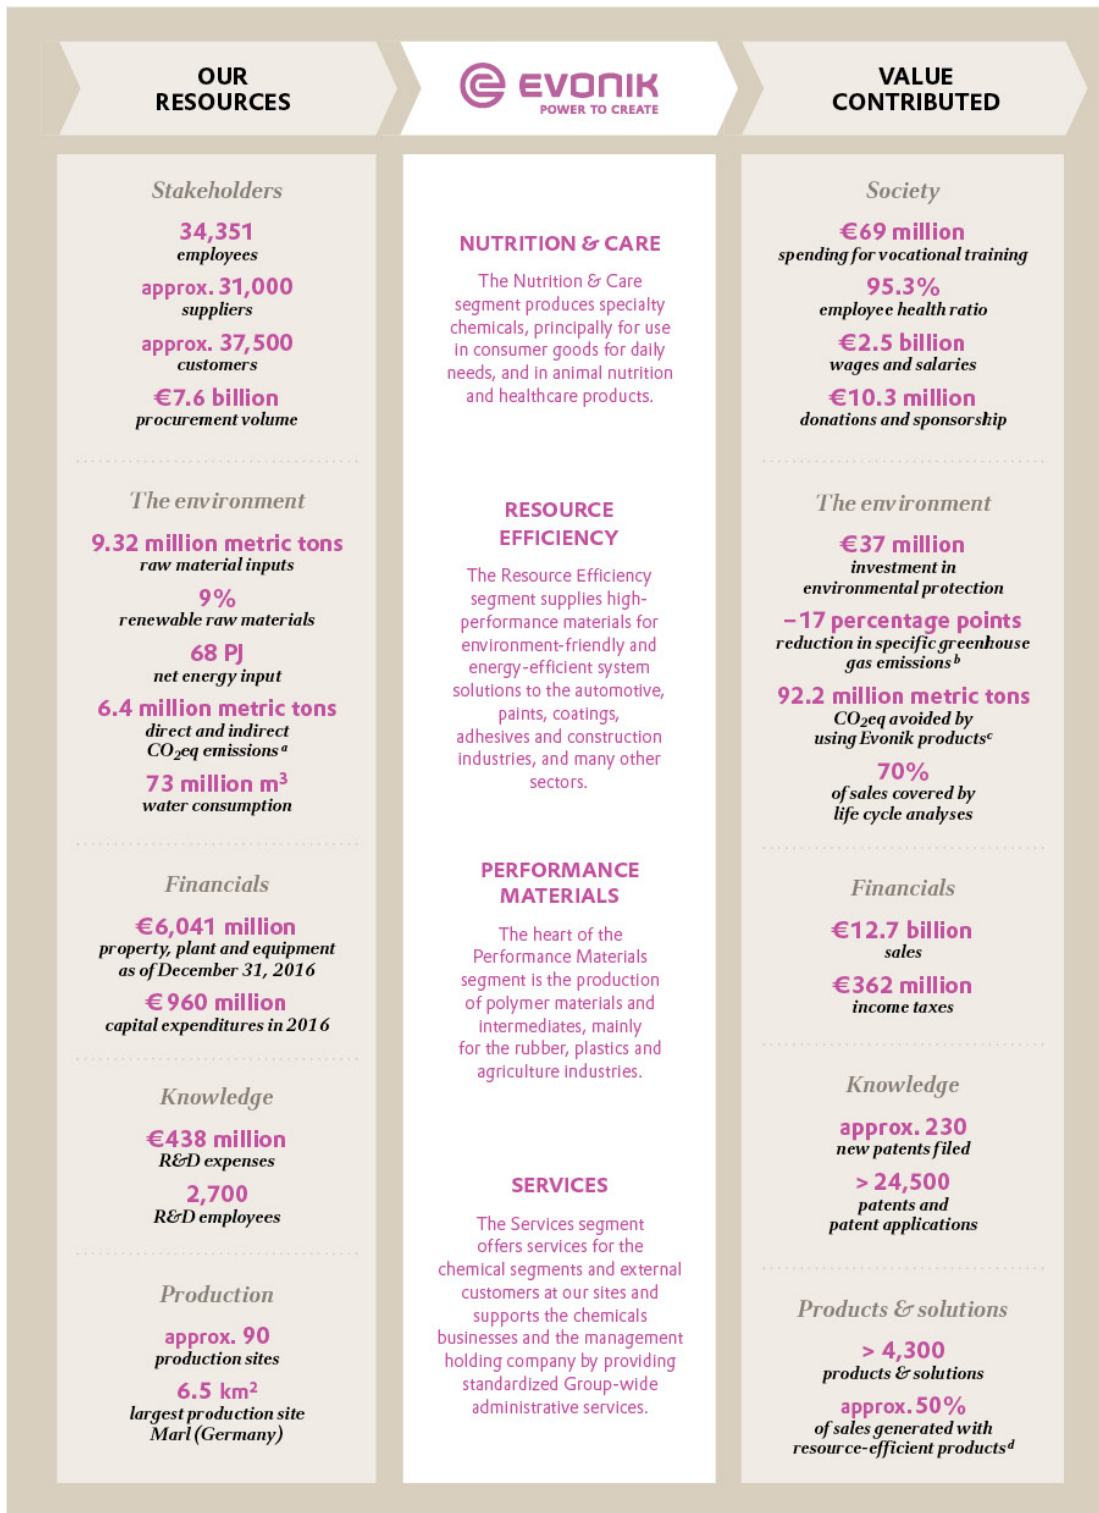 OUR
RESOURCES
EVONIK
POWER TO CREATE
VALUE
CONTRIBUTED
Stakeholders
34,351
employees
approx. 31,000
suppliers
approx. 37,500
customers
€7.6 billion
procurement volume
The environment
9.32 million metric tons
raw material inputs
9%
renewable raw materials
68 PJ
net energy input
6.4 million metric tons
direct and indirect
CO₂eq emissions ᵃ
73 million m³
water consumption
Financials
€6,041 million
property, plant and equipment
as of December 31, 2016
€960 million
capital expenditures in 2016
Knowledge
€438 million
R&D expenses
2,700
R&D employees
Production
approx. 90
production sites
6.5 km²
largest production site
Marl (Germany)
NUTRITION & CARE
The Nutrition & Care
segment produces specialty
chemicals, principally for use
in consumer goods for daily
needs, and in animal nutrition
and healthcare products.
RESOURCE
EFFICIENCY
The Resource Efficiency
segment supplies high-
performance materials for
environment-friendly and
energy-efficient system
solutions to the automotive,
paints, coatings,
adhesives and construction
industries, and many other
sectors.
PERFORMANCE
MATERIALS
The heart of the
Performance Materials
segment is the production
of polymer materials and
intermediates, mainly
for the rubber, plastics and
agriculture industries.
SERVICES
The Services segment
offers services for the
chemical segments and external
customers at our sites and
supports the chemicals
businesses and the management
holding company by providing
standardized Group-wide
administrative services.
Society
€69 million
spending for vocational training
95.3%
employee health ratio
€2.5 billion
wages and salaries
€10.3 million
donations and sponsorship
The environment
€37 million
investment in
environmental protection
–17 percentage points
reduction in specific greenhouse
gas emissions ᵇ
92.2 million metric tons
CO₂eq avoided by
using Evonik products ᶜ
70%
of sales covered by
life cycle analyses
Financials
€12.7 billion
sales
€362 million
income taxes
Knowledge
approx. 230
new patents filed
> 24,500
patents and
patent applications
Products & solutions
> 4,300
products & solutions
approx. 50%
of sales generated with
resource-efficient products ᵈ